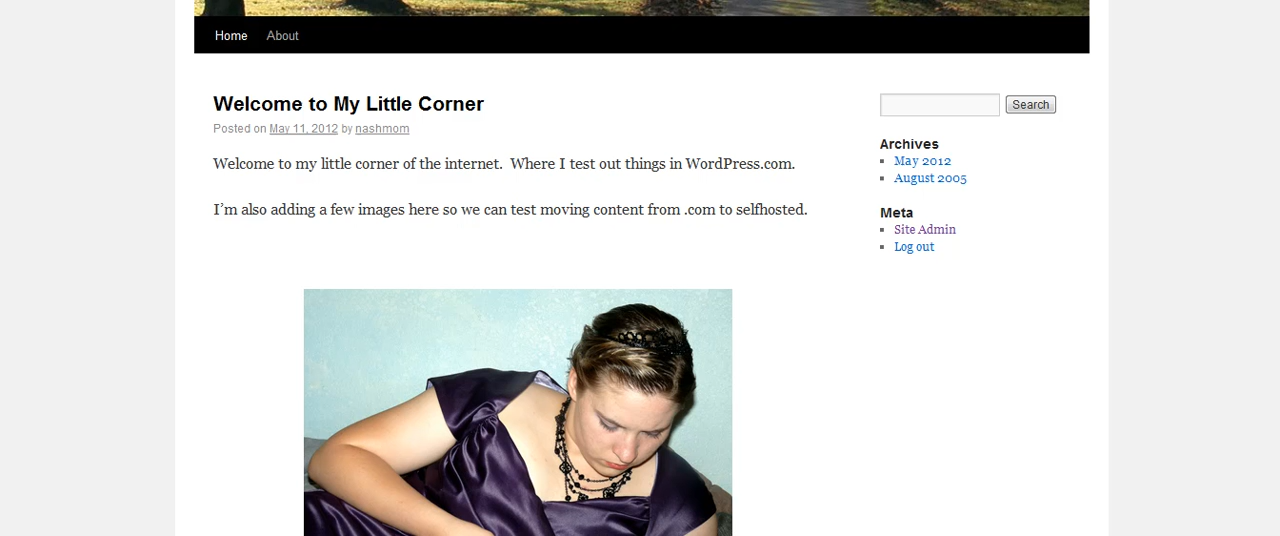 Home About
Welcome to My Little Corner
Posted on May 11, 2012 by nashmom
Welcome to my little corner of the internet.  Where I test out things in WordPress.com.
I’m also adding a few images here so we can test moving content from .com to selfhosted.
Search
Archives
May 2012
August 2005
Meta
Site Admin
Log out